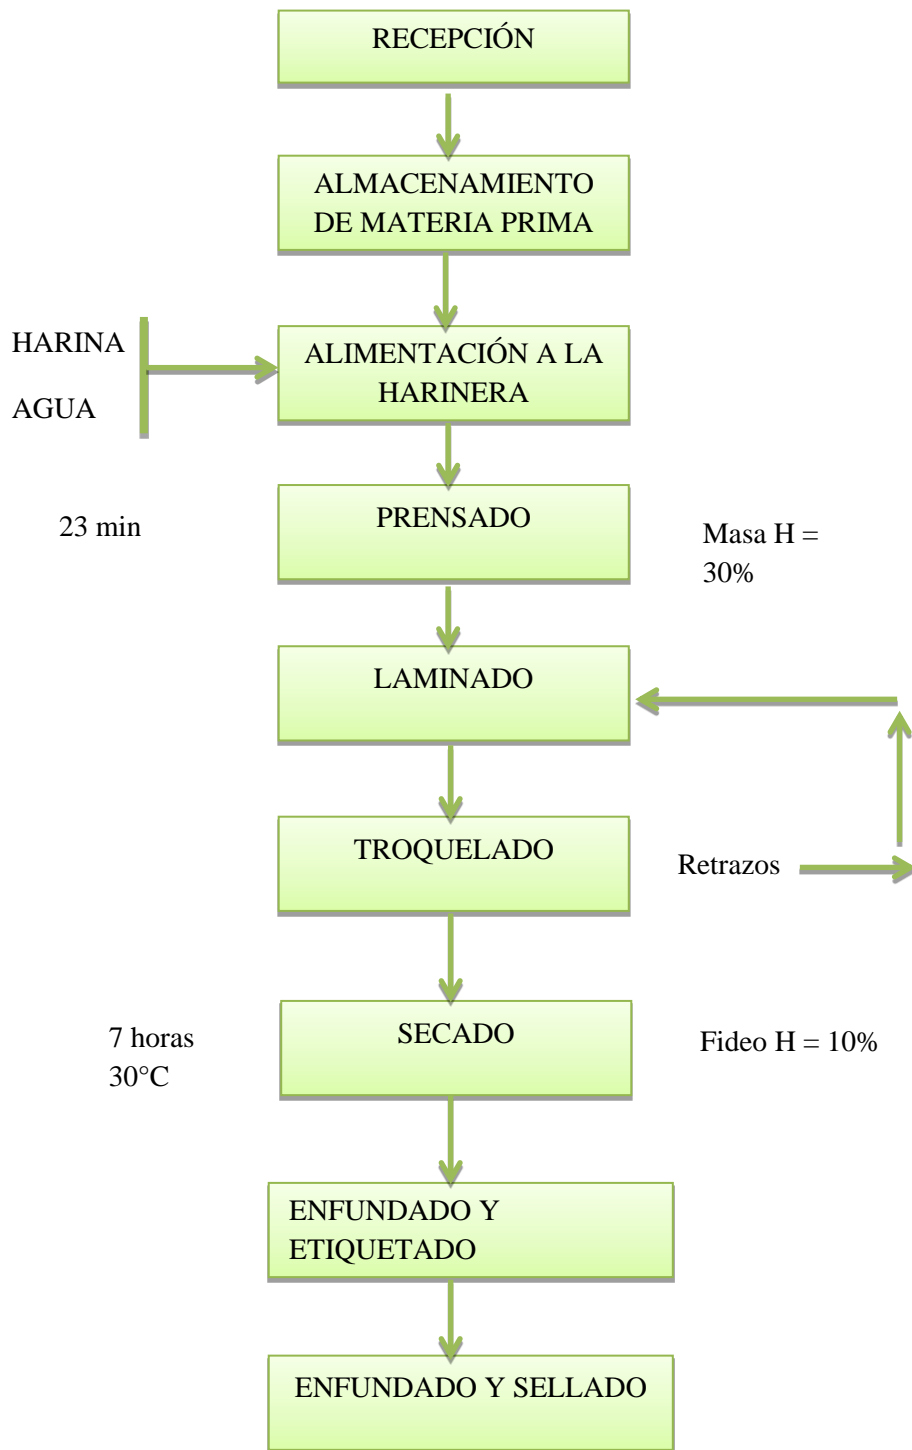 RECEPCIÓN
ALMACENAMIENTO
DE MATERIA PRIMA
HARINA
AGUA
ALIMENTACIÓN A LA
HARINERA
23 min
PRENSADO
Masa H =
30%
LAMINADO
TROQUELADO
Retrazos
7 horas
30°C
SECADO
Fideo H = 10%
ENFUNDADO Y
ETIQUETADO
ENFUNDADO Y SELLADO